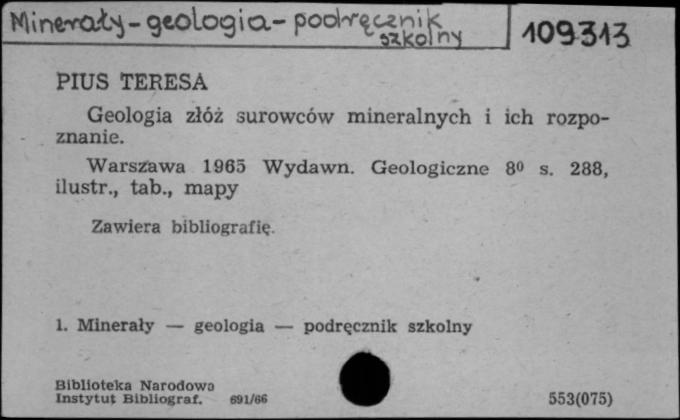 Minerały - geologia - podręcznik
szkolny
109313
PIUS TERESA
Geologia złóż surowców mineralnych i ich rozpo-
znanie.
Warszawa 1965 Wydawn. Geologiczne 8⁰ s. 288,
ilustr., tab., mapy
Zawiera bibliografię.
1. Minerały — geologia — podręcznik szkolny
Biblioteka Narodowa
Instytut Bibliograf. 691/66
553(075)